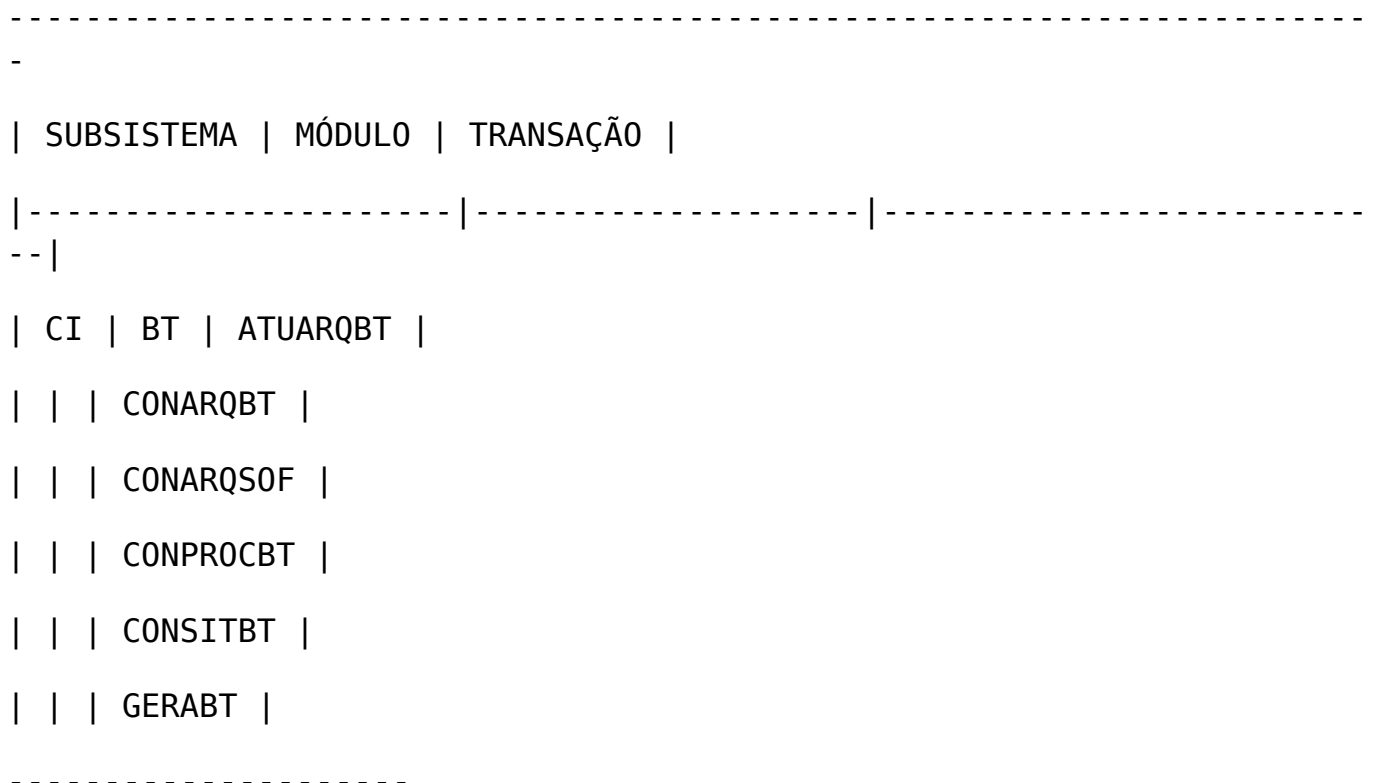 ----------------------------------------------------------------------
-
| SUBSISTEMA | MÓDULO | TRANSAÇÃO |
|----------------------|--------------------|-------------------------
--|
| CI | BT | ATUARQBT |
| | | CONARQBT |
| | | CONARQSOF |
| | | CONPROCBT |
| | | CONSITBT |
| | | GERABT |
---------------------